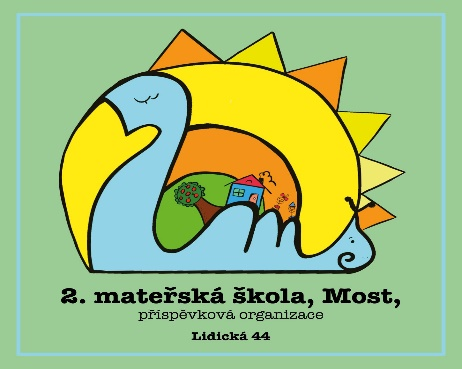 2. mateřská škola, Most,
příspěvková organizace
Lidická 44